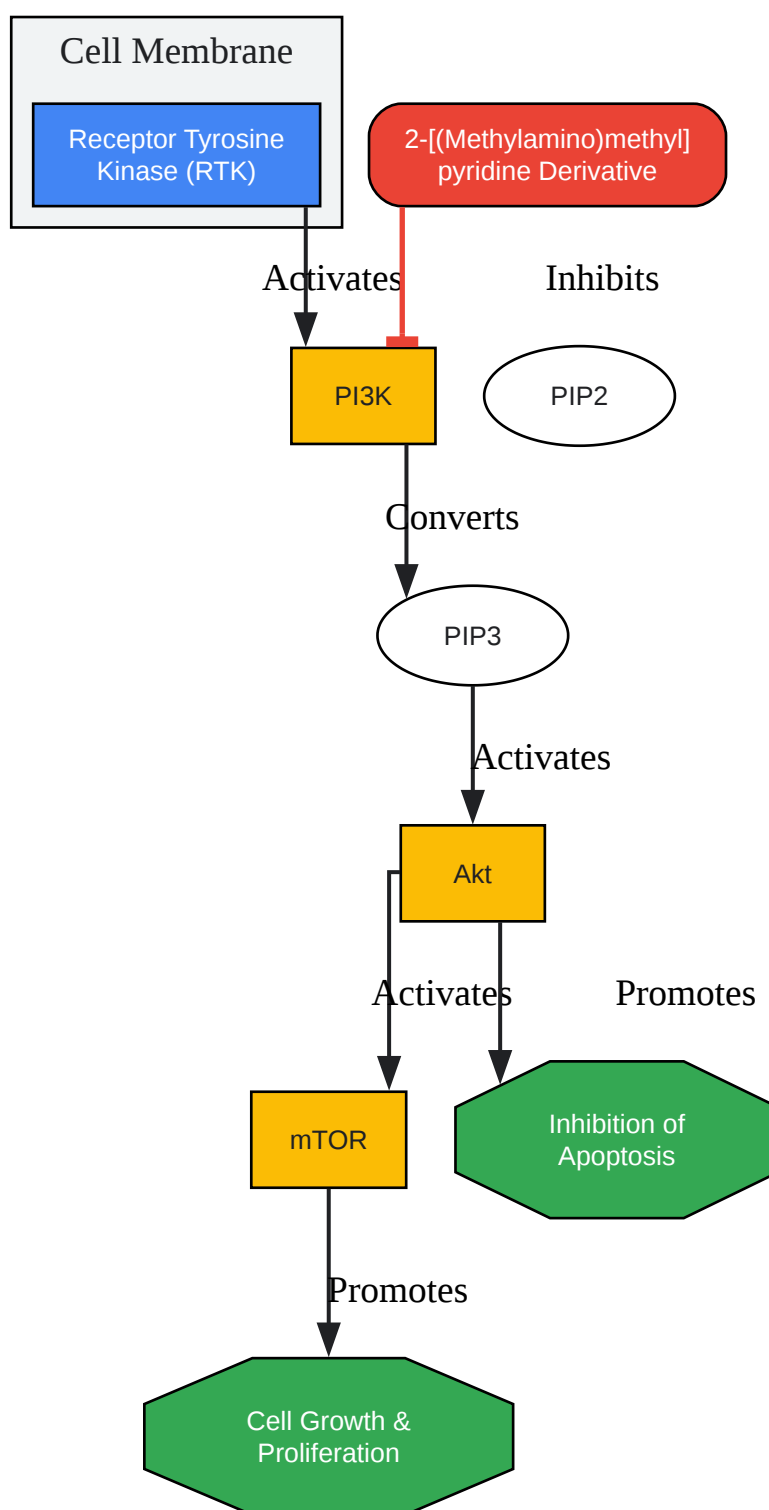 Cell Membrane
Receptor Tyrosine
Kinase (RTK)
2-[(Methylamino)methyl]
pyridine Derivative
Activates
Inhibits
PI3K
PIP2
Converts
PIP3
Activates
Akt
Activates
Promotes
mTOR
Inhibition of
Apoptosis
Promotes
Cell Growth &
Proliferation